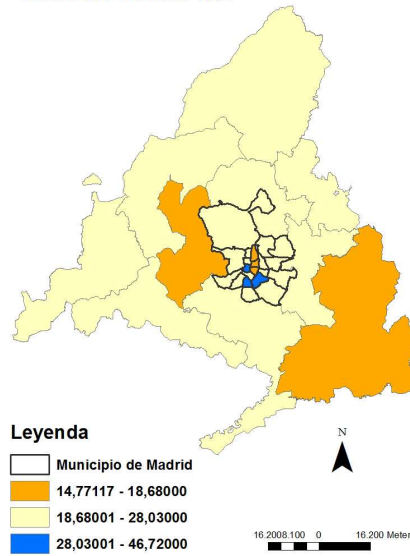 Leyenda
N
Municipio de Madrid
14,77117 - 18,68000
18,68001 - 28,03000
28,03001 - 46,72000
16.2008.100 0 16.200 Meter